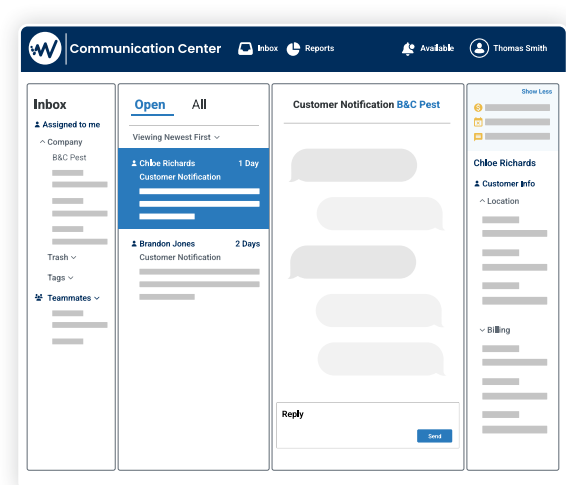 W Communication Center Inbox Reports Available Thomas Smith
Inbox
Assigned to me
Company
B&C Pest
Trash
Tags
Teammates
Open All
Viewing Newest First
Chloe Richards 1 Day
Customer Notification
Brandon Jones 2 Days
Customer Notification
Customer Notification B&C Pest
Reply
Send
Show Less
Chloe Richards
Customer Info
Location
Billing